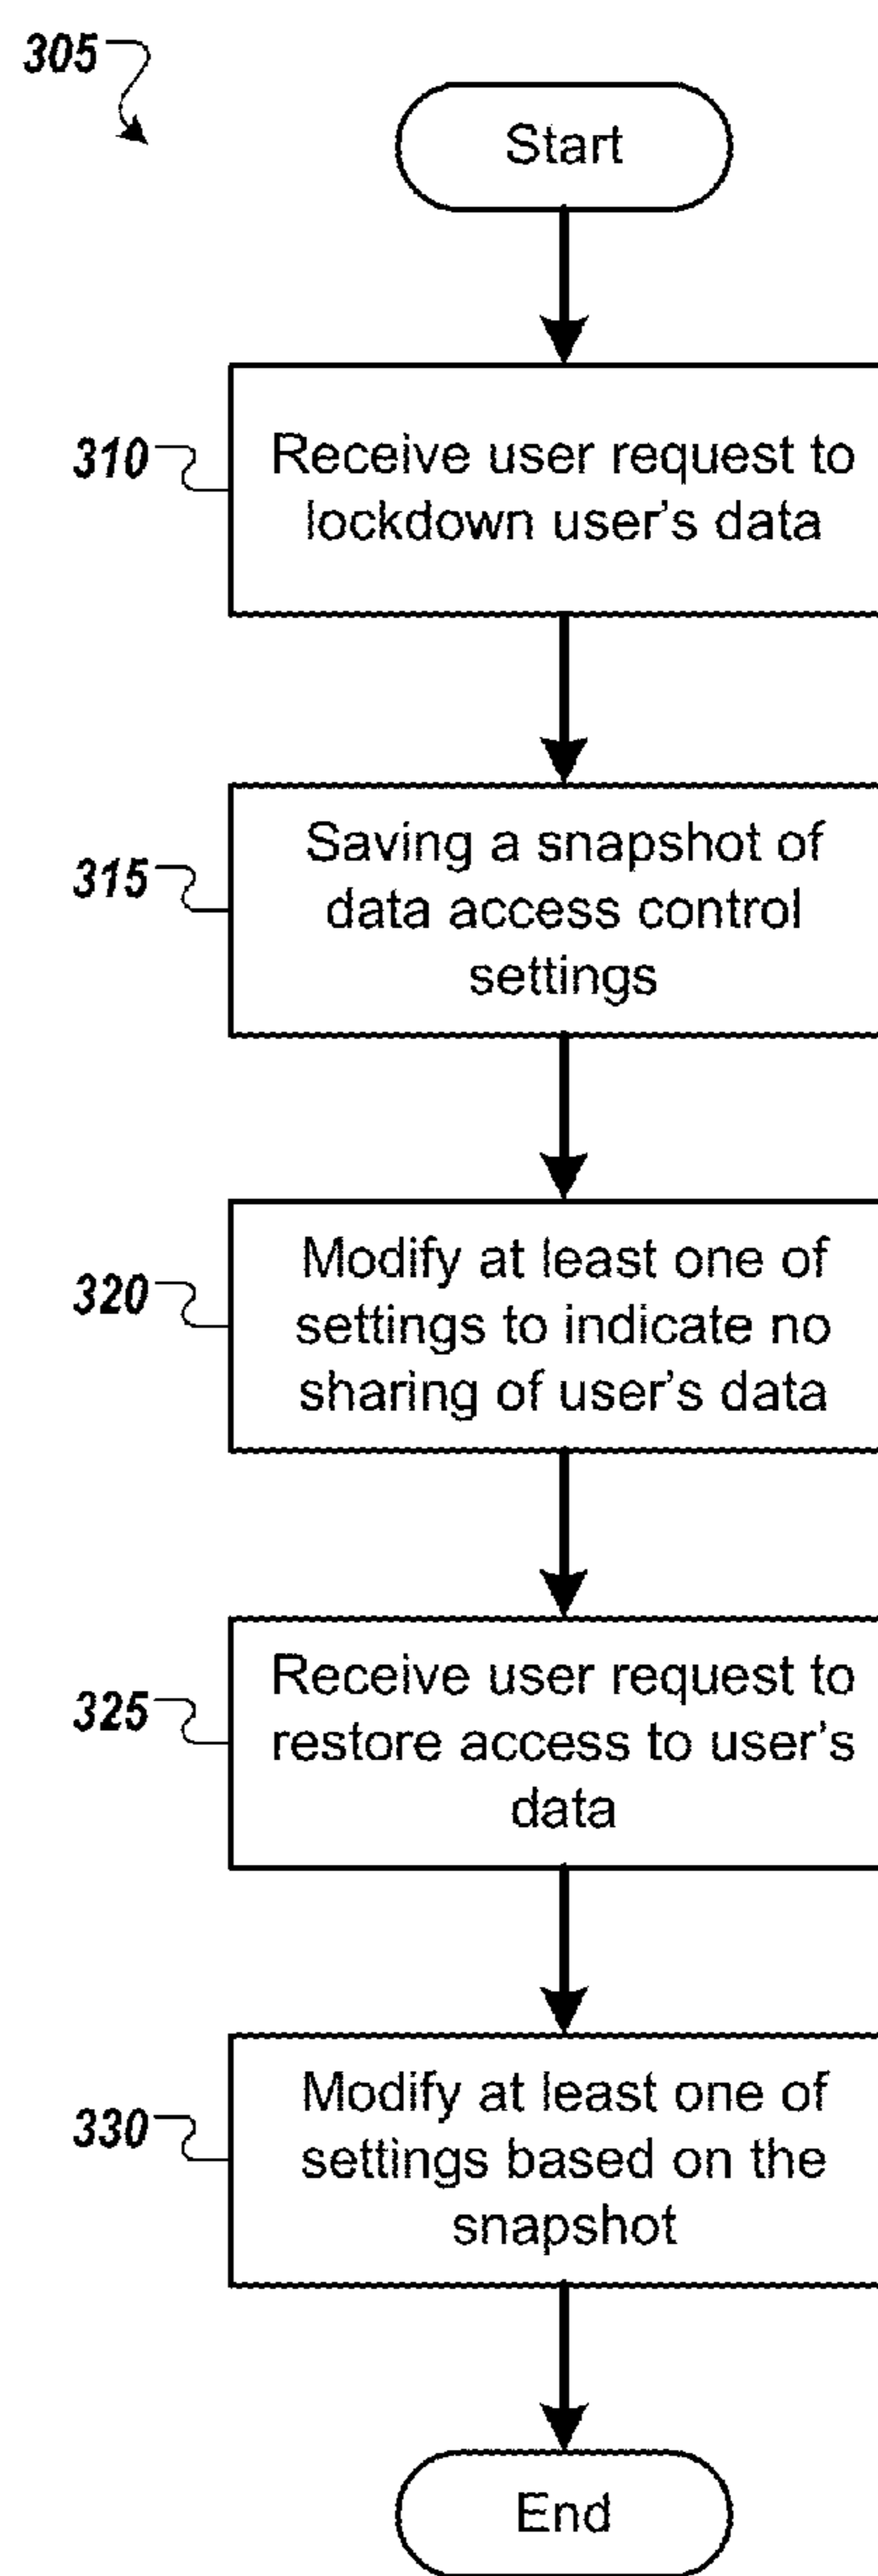 305
Start
310
Receive user request to
lockdown user's data
315
Saving a snapshot of
data access control
settings
320
Modify at least one of
settings to indicate no
sharing of user's data
325
Receive user request to
restore access to user's
data
330
Modify at least one of
settings based on the
snapshot
End